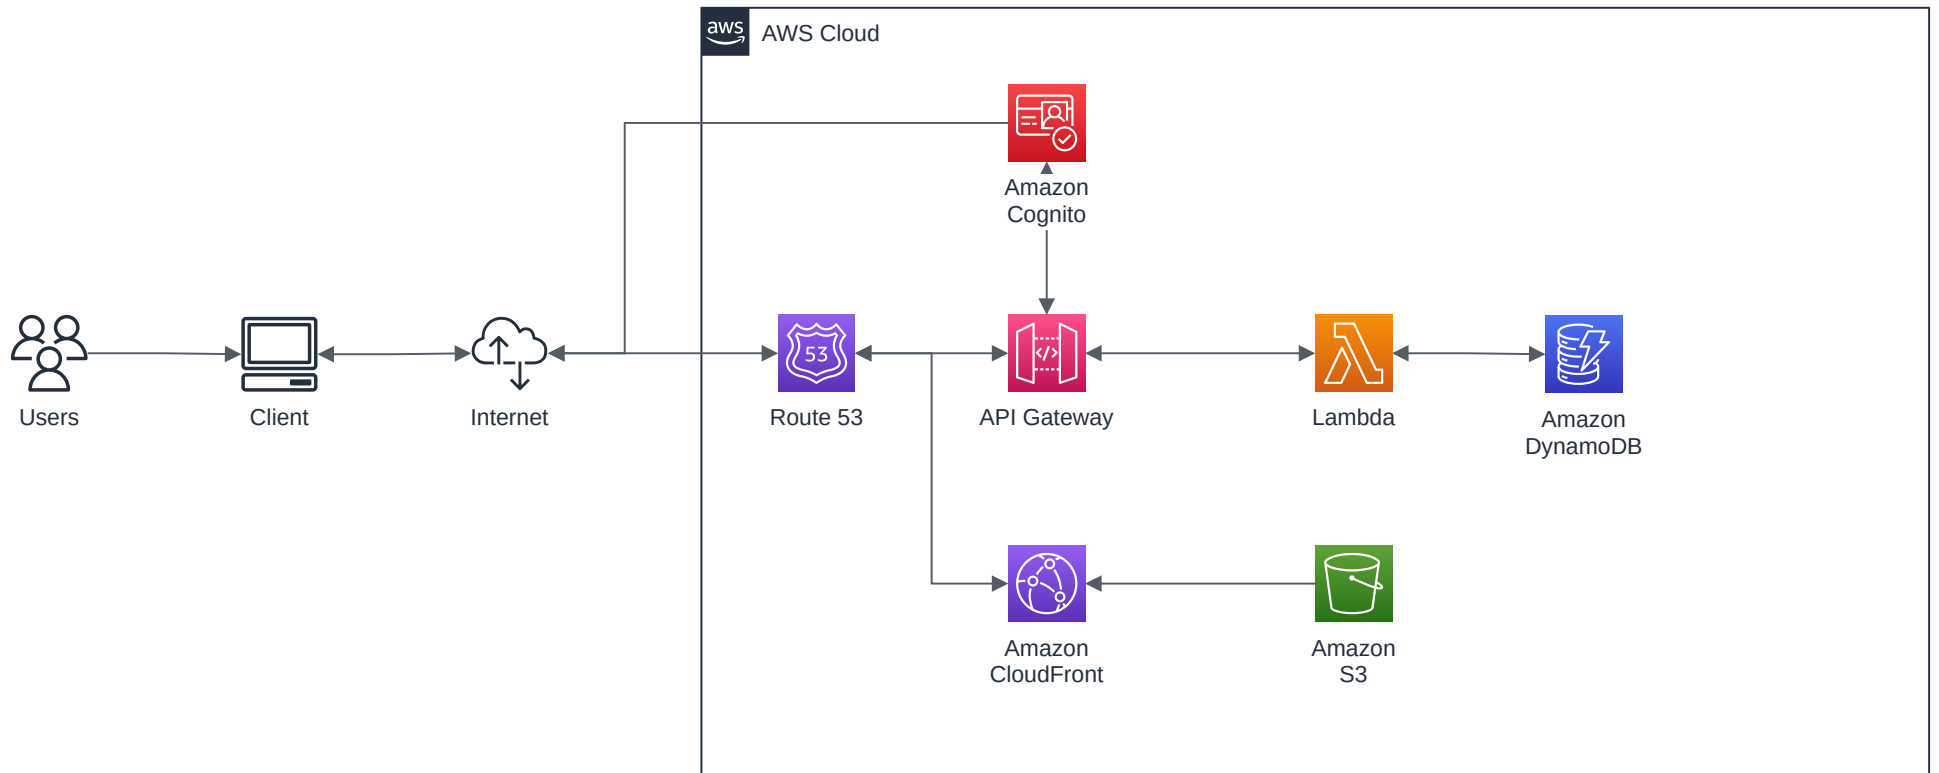 aws
AWS Cloud
Amazon
Cognito
Users
Client
Internet
53
Route 53
</>
API Gateway
Lambda
Amazon
DynamoDB
Amazon
CloudFront
Amazon
S3